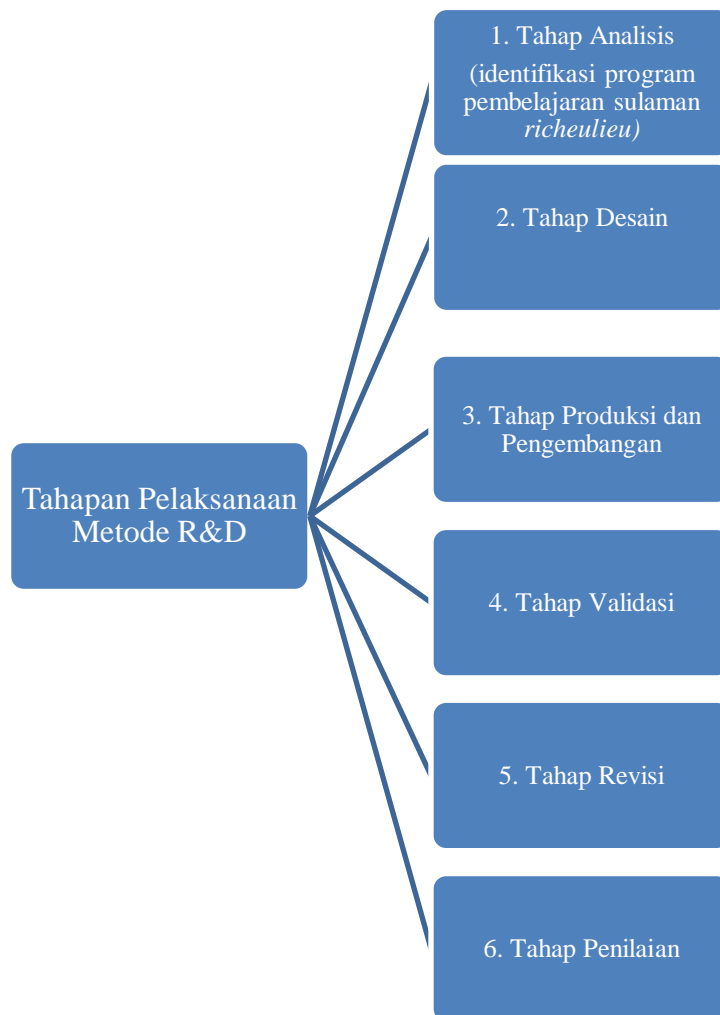 1. Tahap Analisis
(identifikasi program
pembelajaran sulaman
richeulieu)
2. Tahap Desain
3. Tahap Produksi dan
Pengembangan
Tahapan Pelaksanaan
Metode R&D
4. Tahap Validasi
5. Tahap Revisi
6. Tahap Penilaian